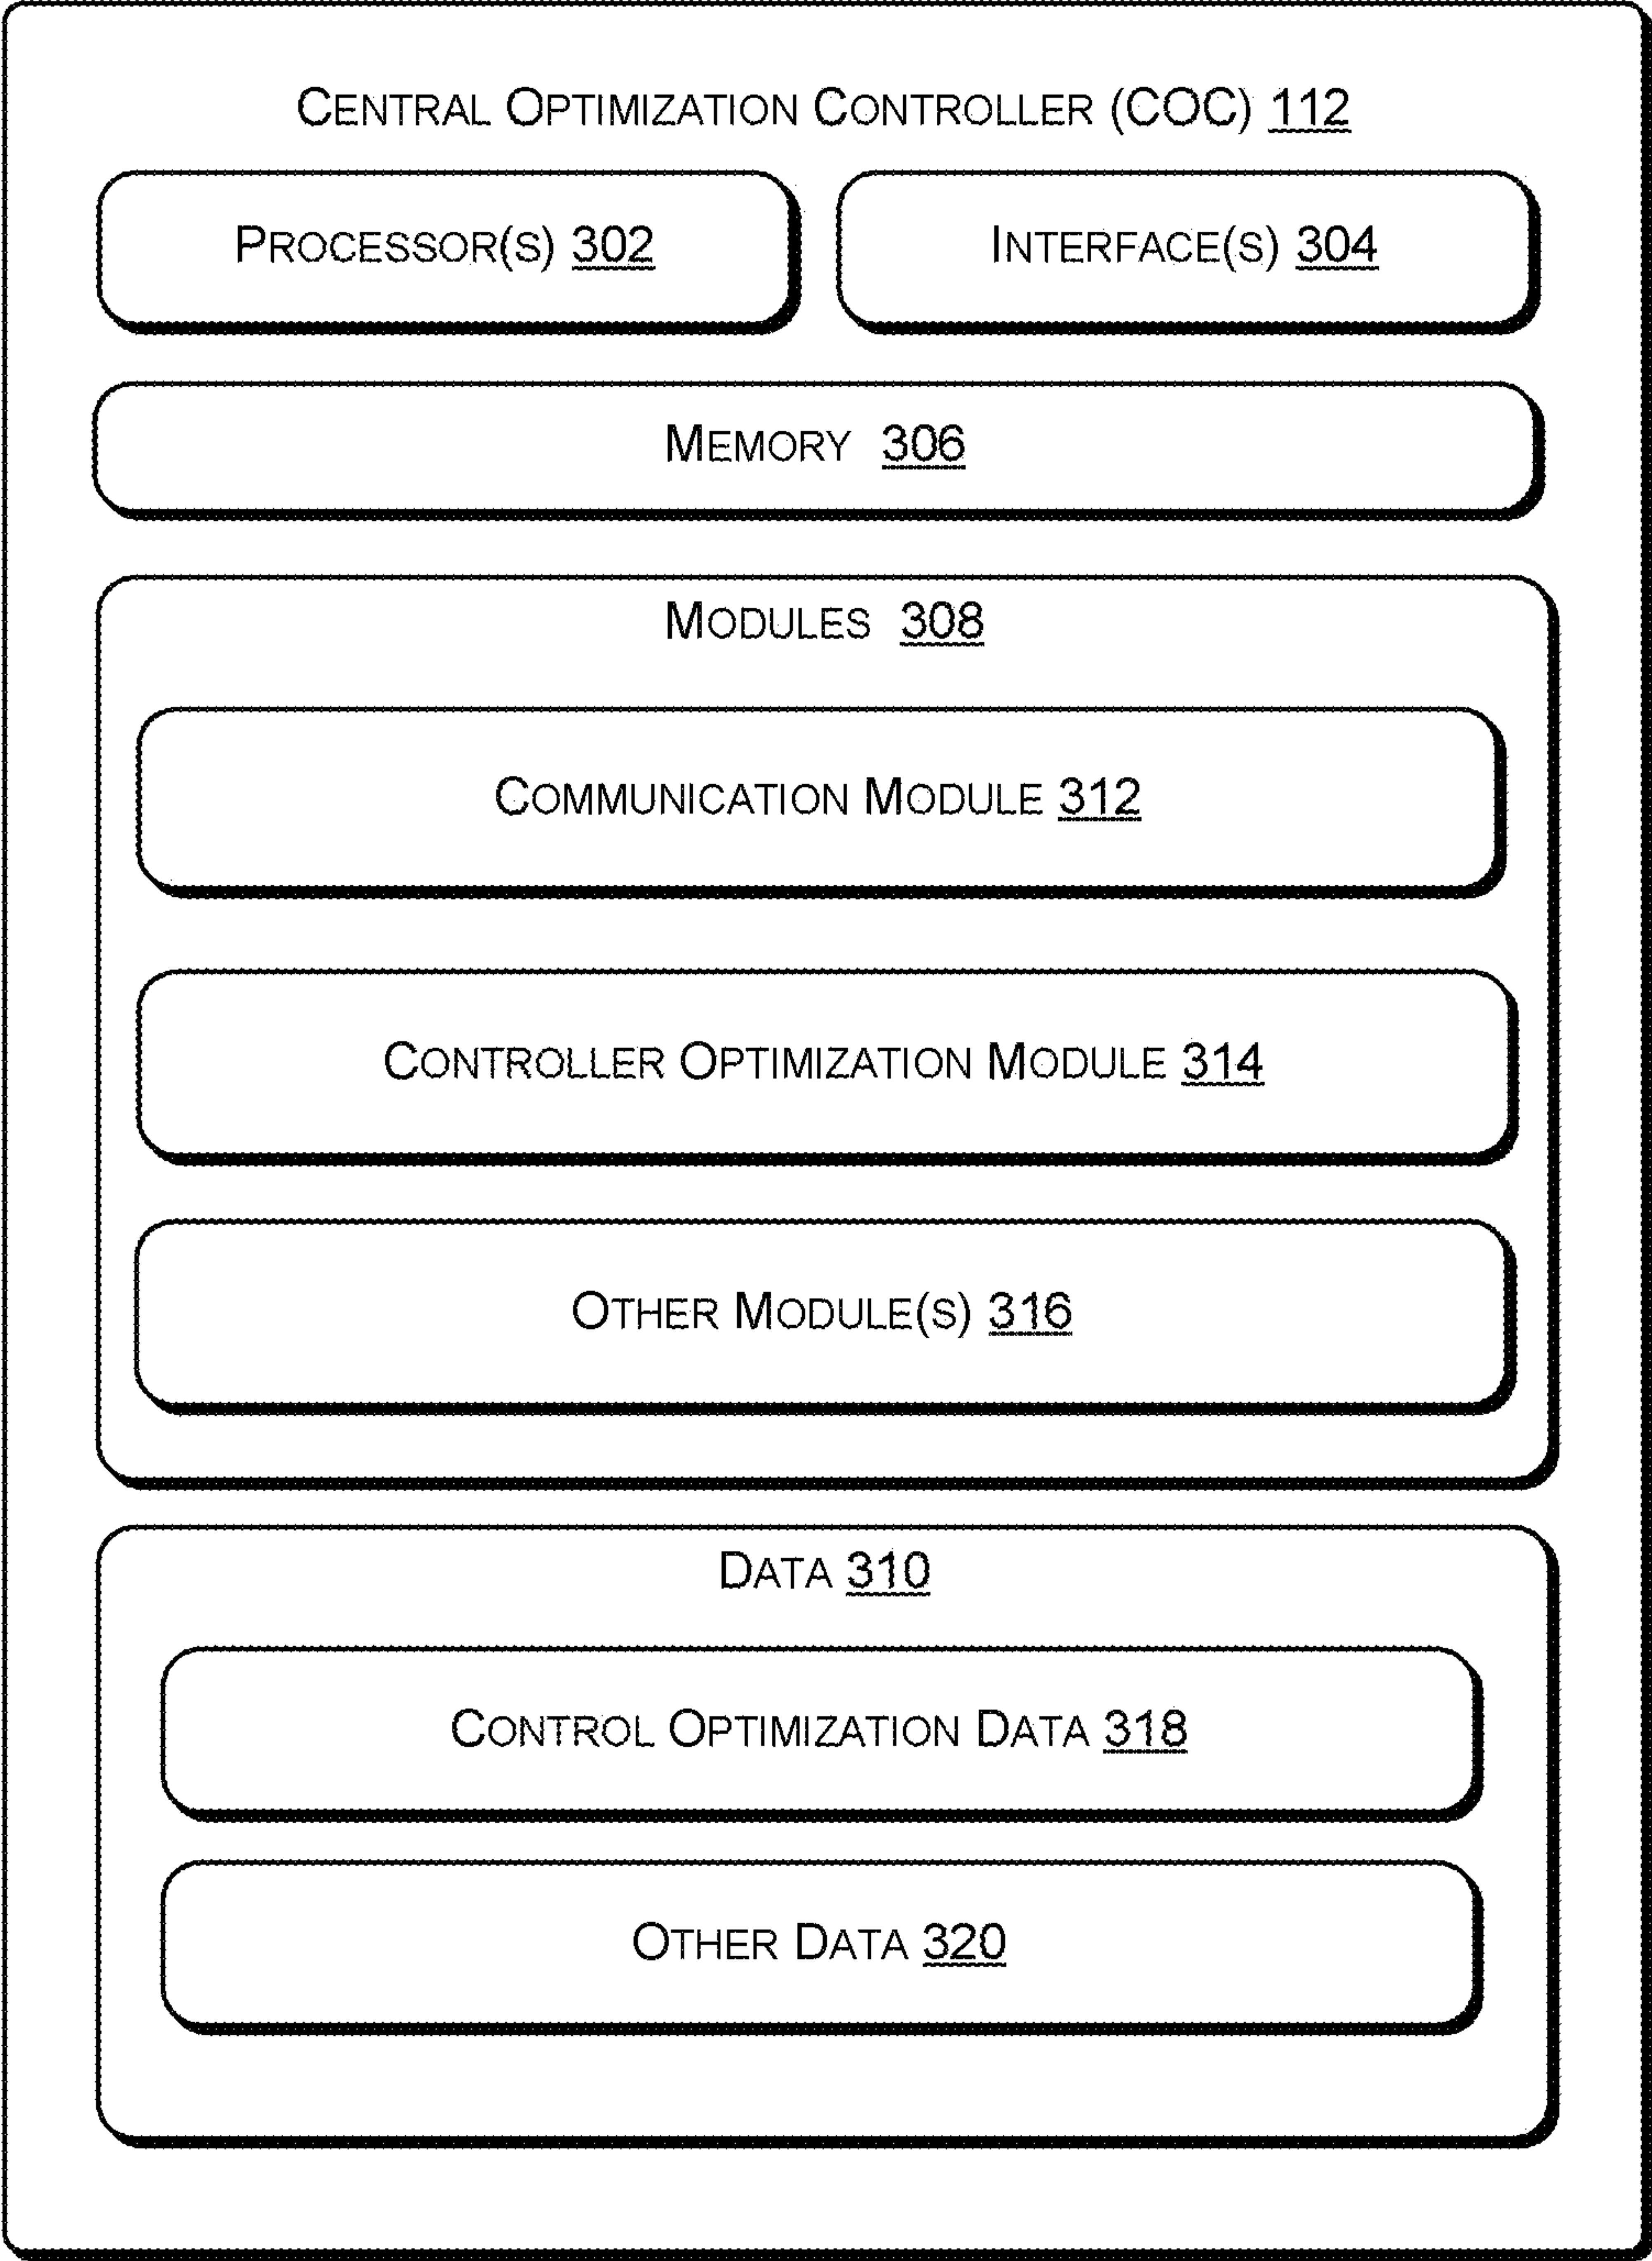 Central Optimization Controller (COC) 112
Processor(s) 302
Interface(s) 304
Memory 306
Modules 308
Communication Module 312
Controller Optimization Module 314
Other Module(s) 316
Data 310
Control Optimization Data 318
Other Data 320